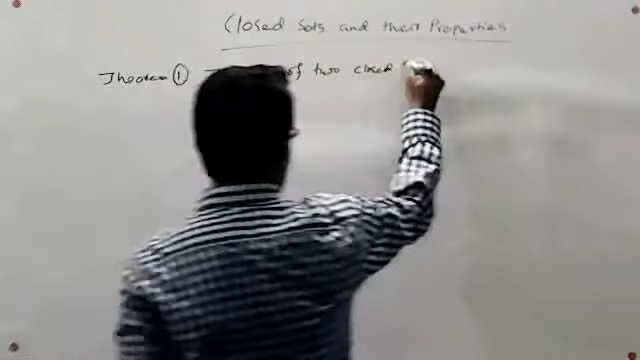 Closed Sets and their Properties
Theorem ① of two closed